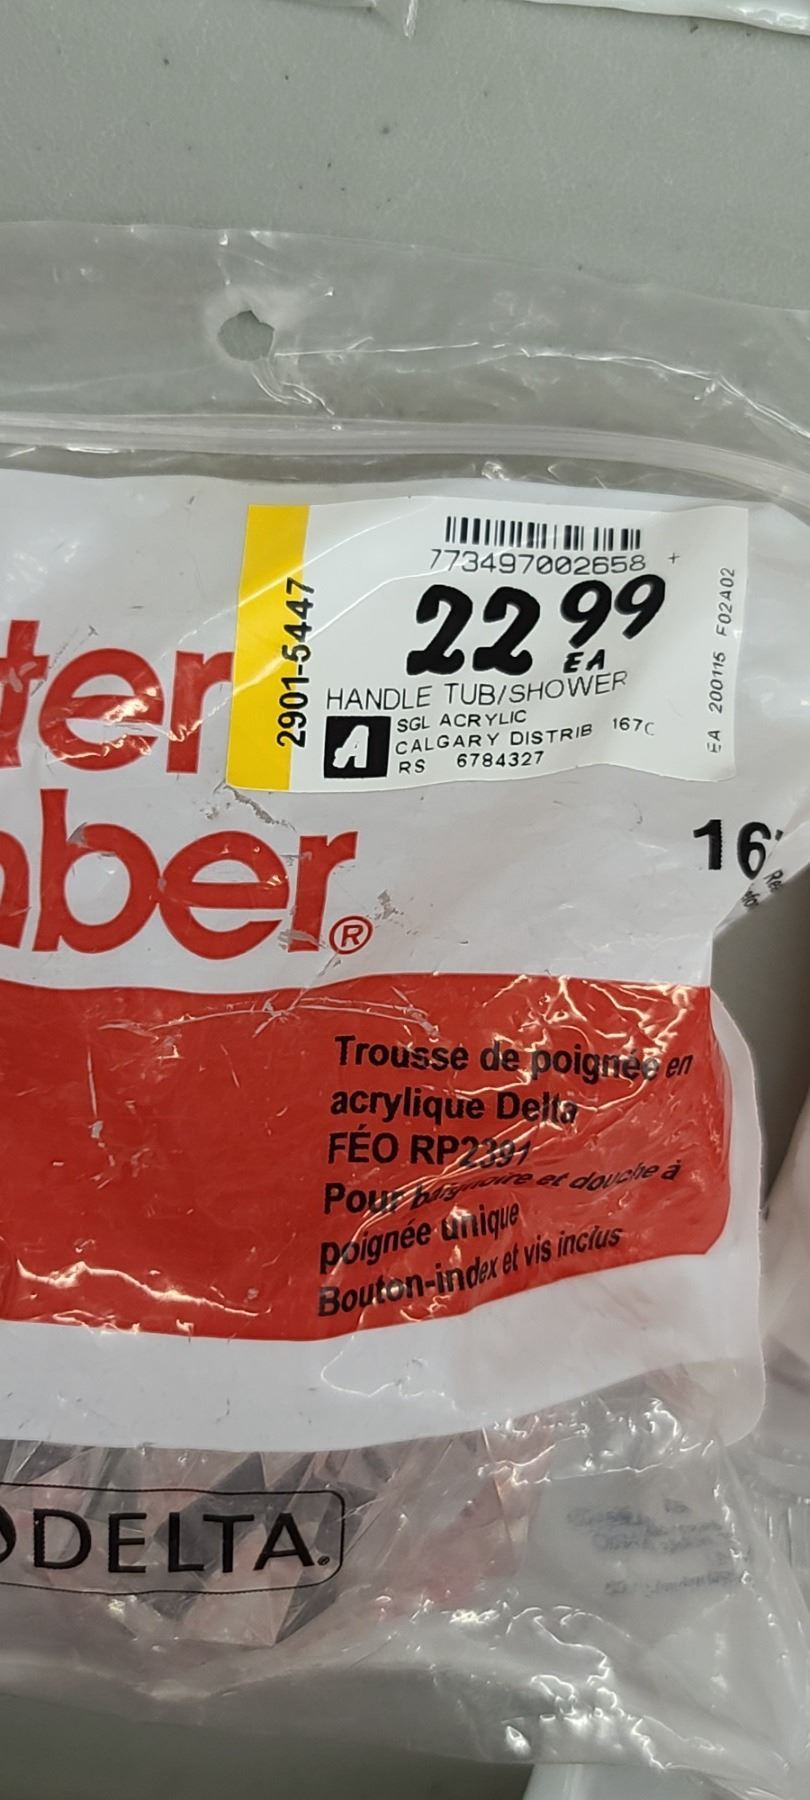 773497002658 +
22 99
EA
HANDLE TUB/SHOWER
SGL ACRYLIC
CALGARY DISTRIB 167C
RS 6784327
2901-5447
EA 200115 F02A02
A
ter
ber®
16
Trousse de poignée en
acrylique Delta
FÉO RP2391
Pour baignoire et douche à
poignée unique
Bouton-index et vis inclus
DELTA®